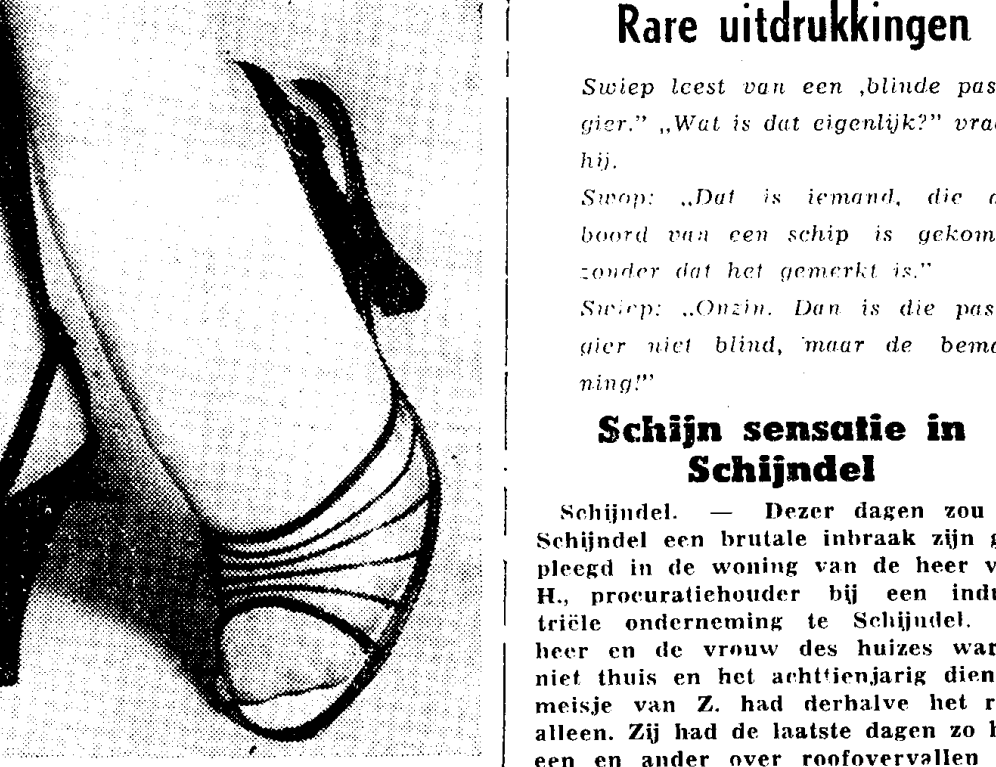 Rare uitdrukkingen
Swiep leest van een ‚blinde pas
gier.” „Wat is dat eigenlijk?” vra
hij.
Swop: „Dat is iemand, die a
boord van een schip is gekom
zonder dat het gemerkt is.”
Swiep: „Onzin. Dan is die pas
gier niet blind, maar de bema
ning!”
Schijn sensatie in
Schijndel
Schijndel. — Dezer dagen zou
Schijndel een brutale inbraak zijn g
pleegd in de woning van de heer v
H., procuratiehouder bij een indu
triële onderneming te Schijndel.
heer en de vrouw des huizes war
niet thuis en het achttienjarig dien
meisje van Z. had derhalve het r
alleen. Zij had de laatste dagen zo h
een en ander over roofovervallen